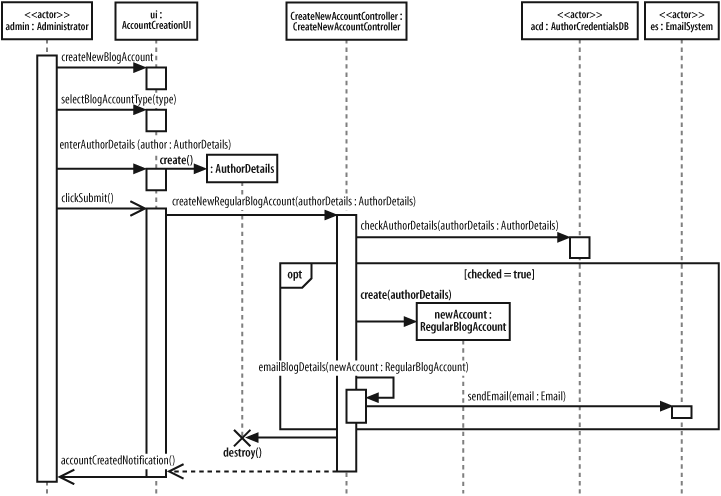 <<actor>>
admin : Administrator
ui :
AccountCreationUI
CreateNewAccountController :
CreateNewAccountController
<<actor>>
acd : AuthorCredentialsDB
<<actor>>
es : EmailSystem
createNewBlogAccount
selectBlogAccountType(type)
enterAuthorDetails (author : AuthorDetails)
create()
: AuthorDetails
clickSubmit()
createNewRegularBlogAccount(authorDetails : AuthorDetails)
checkAuthorDetails(authorDetails : AuthorDetails)
opt
[checked = true]
create(authorDetails)
newAccount :
RegularBlogAccount
emailBlogDetails(newAccount : RegularBlogAccount)
sendEmail(email : Email)
destroy()
accountCreatedNotification()